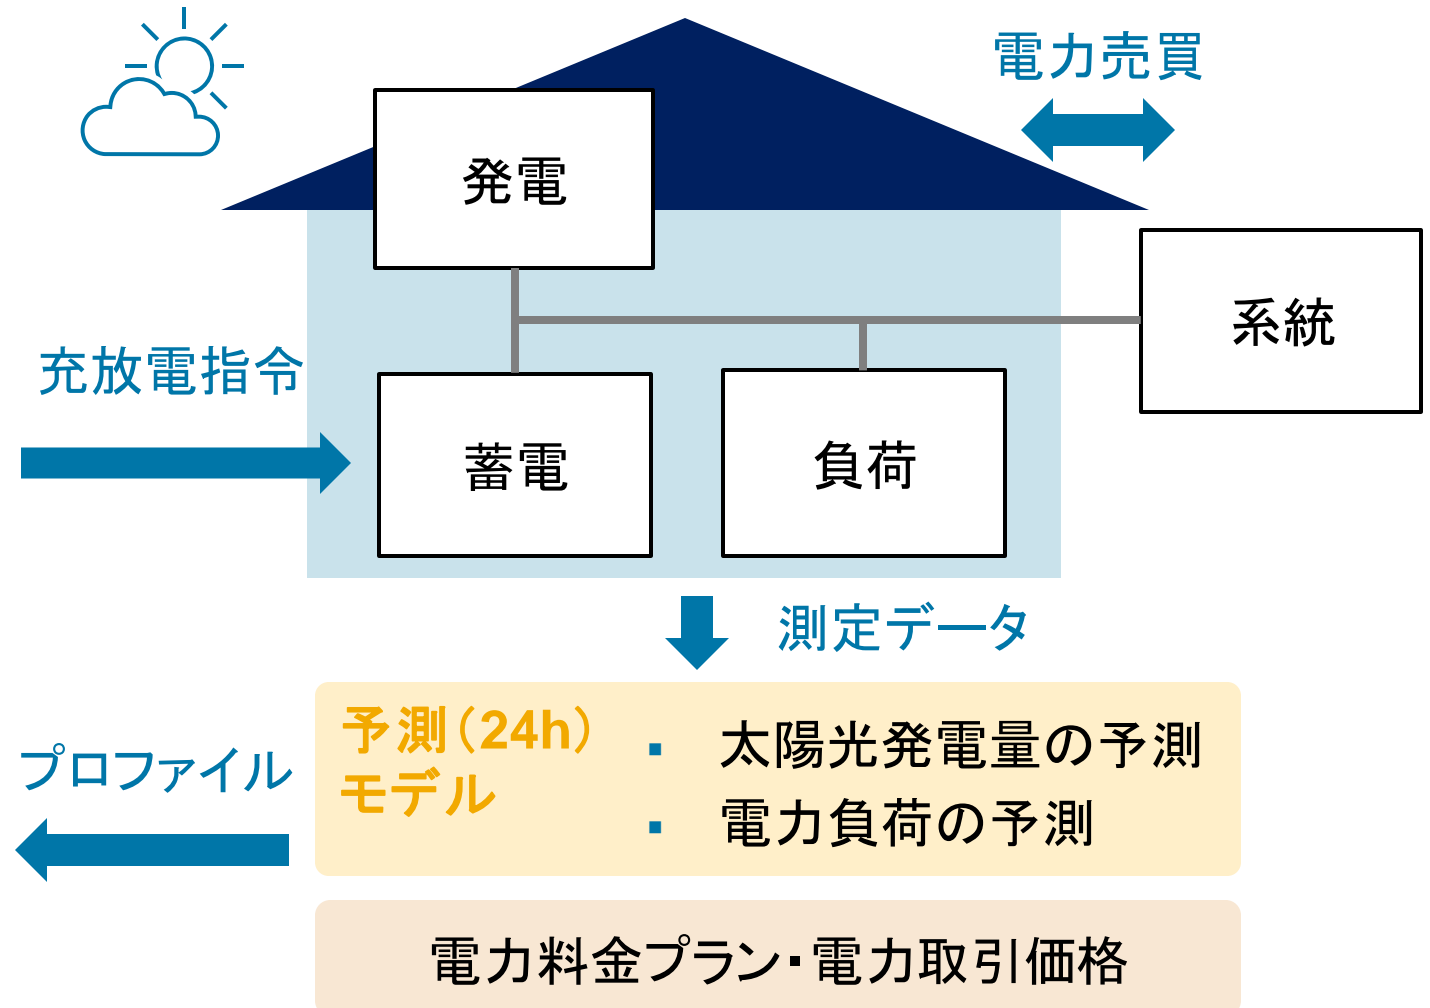 電力売買
発電
系統
充放電指令
蓄電
負荷
測定データ
予測（24h）
モデル
▪ 太陽光発電量の予測
▪ 電力負荷の予測
プロファイル
電力料金プラン・電力取引価格